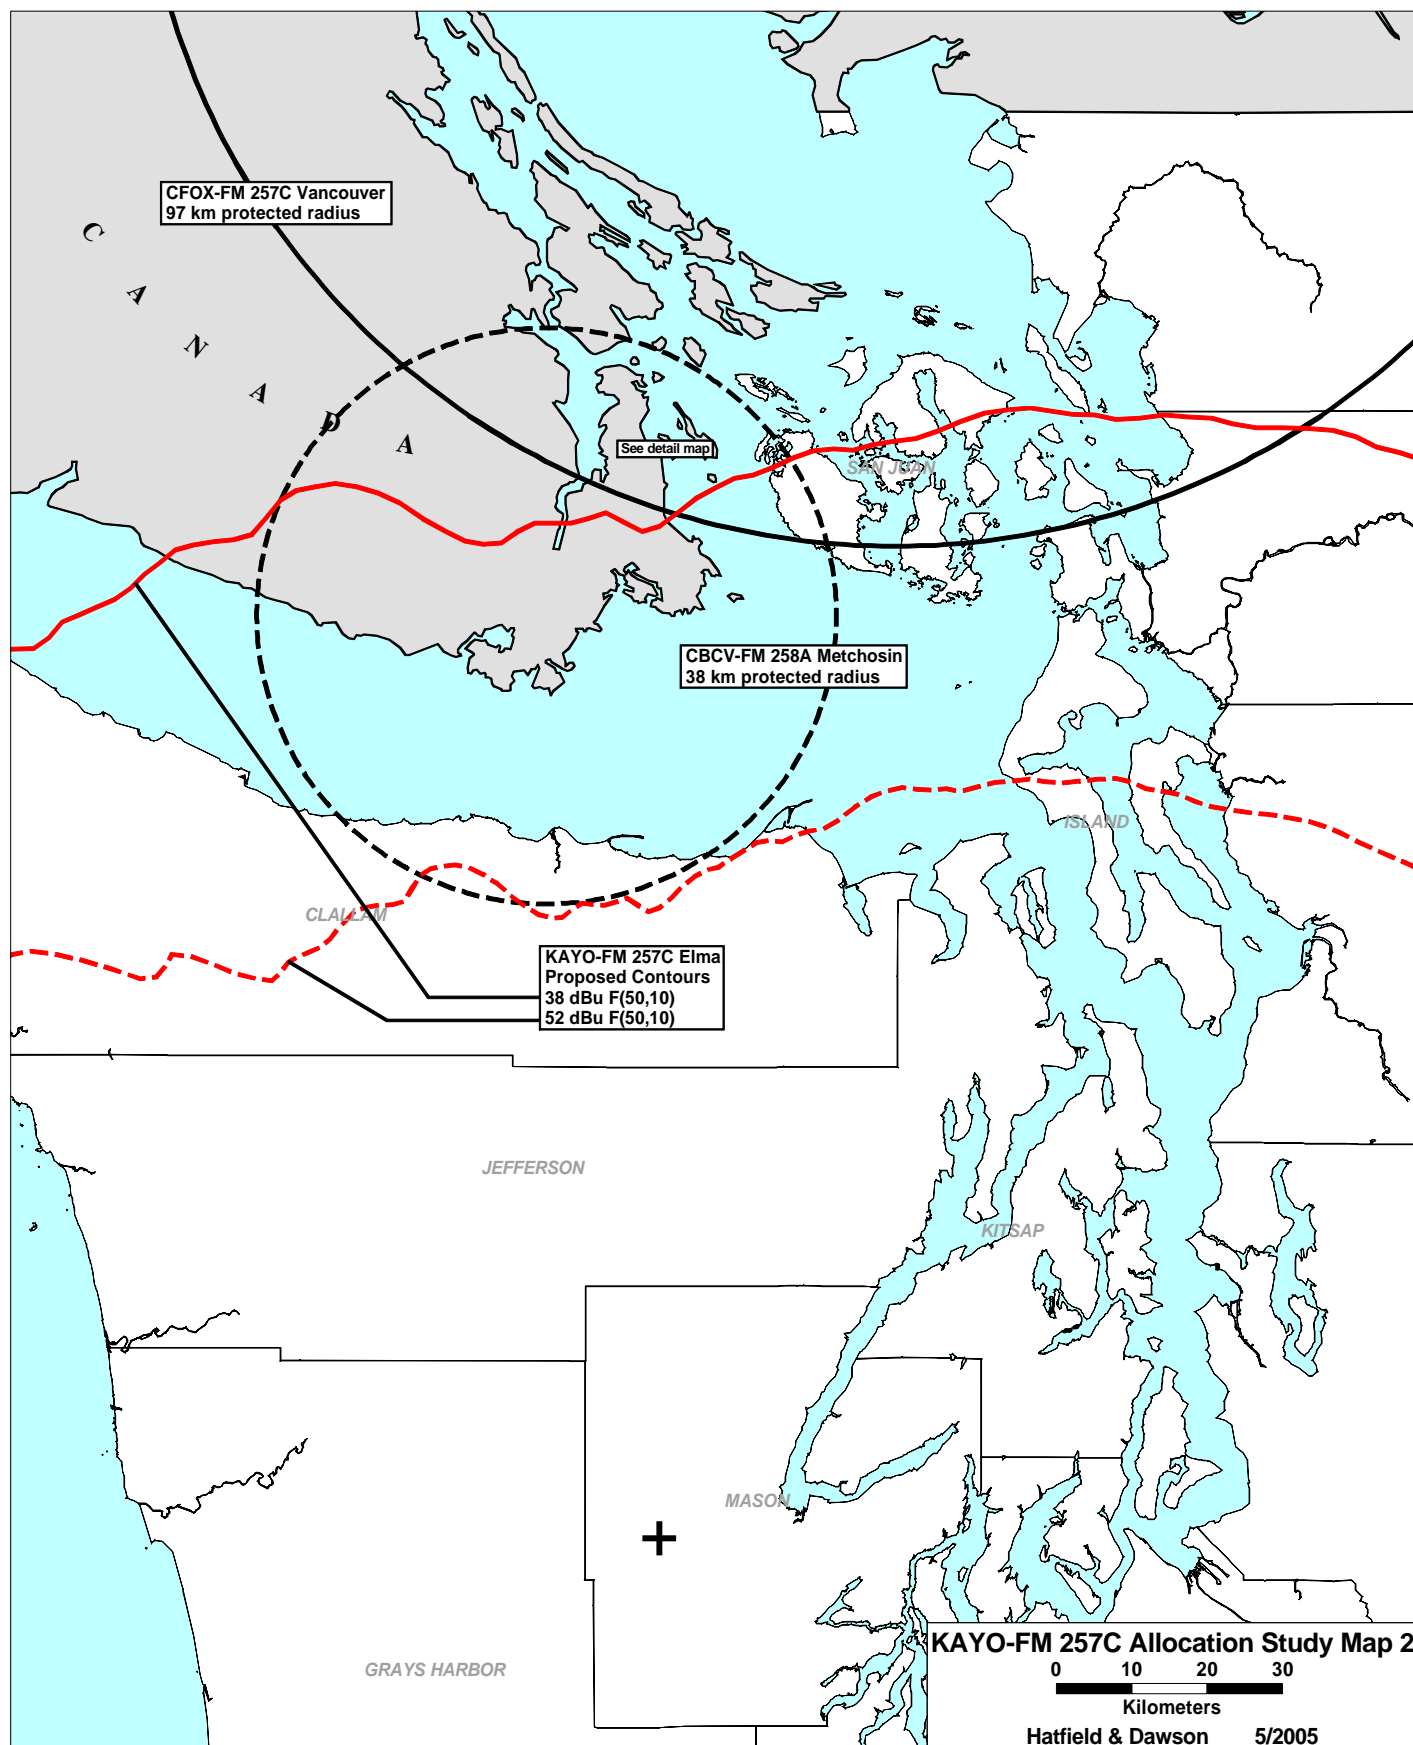 CFOX-FM 257C Vancouver
97 km protected radius
CANADA
See detail map
SAN JUAN
CBCV-FM 258A Metchosin
38 km protected radius
ISLAND
CLALLAM
KAYO-FM 257C Elma
Proposed Contours
38 dBu F(50,10)
52 dBu F(50,10)
JEFFERSON
KITSAP
MASON
GRAYS HARBOR
KAYO-FM 257C Allocation Study Map 2
0 10 20 30
Kilometers
Hatfield & Dawson 5/2005